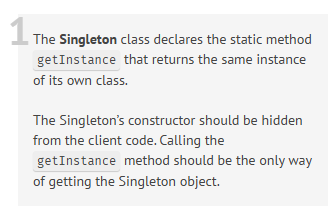 1
The Singleton class declares the static method
getInstance that returns the same instance
of its own class.
The Singleton’s constructor should be hidden
from the client code. Calling the
getInstance method should be the only way
of getting the Singleton object.